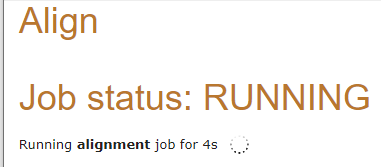 Align
Job status: RUNNING
Running alignment job for 4s